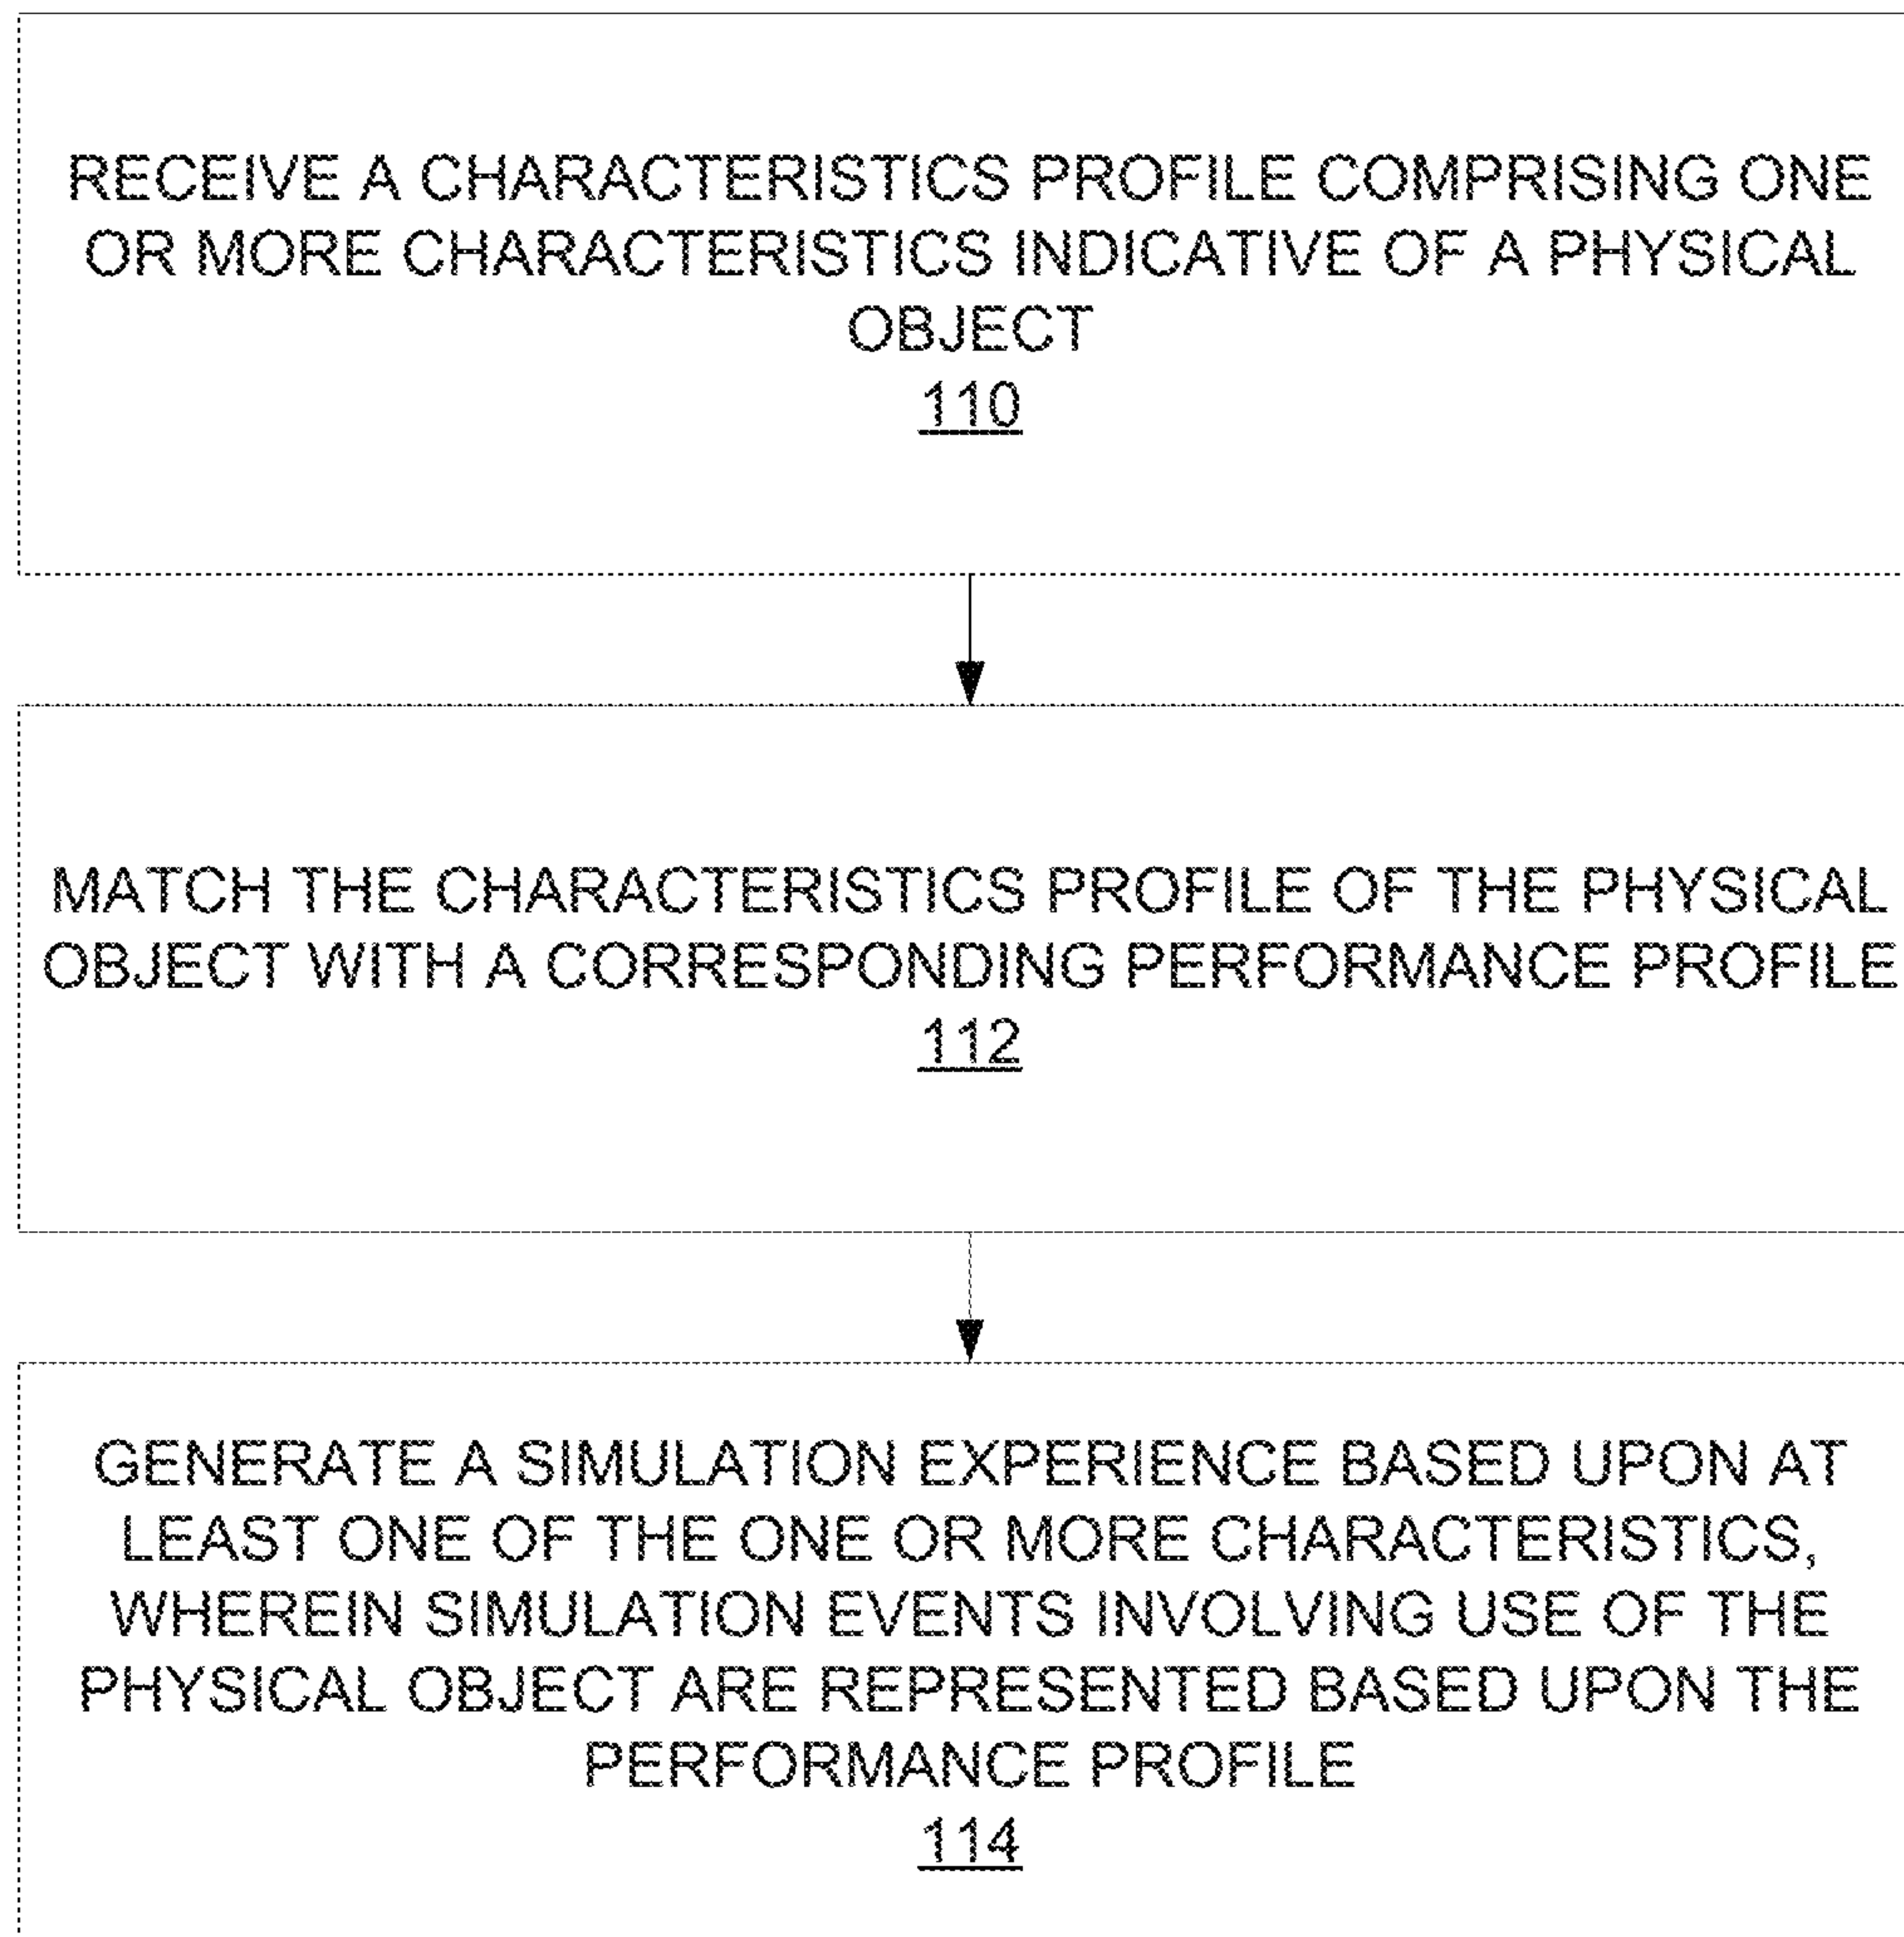 RECEIVE A CHARACTERISTICS PROFILE COMPRISING ONE
OR MORE CHARACTERISTICS INDICATIVE OF A PHYSICAL
OBJECT
110
MATCH THE CHARACTERISTICS PROFILE OF THE PHYSICAL
OBJECT WITH A CORRESPONDING PERFORMANCE PROFILE
112
GENERATE A SIMULATION EXPERIENCE BASED UPON AT
LEAST ONE OF THE ONE OR MORE CHARACTERISTICS,
WHEREIN SIMULATION EVENTS INVOLVING USE OF THE
PHYSICAL OBJECT ARE REPRESENTED BASED UPON THE
PERFORMANCE PROFILE
114